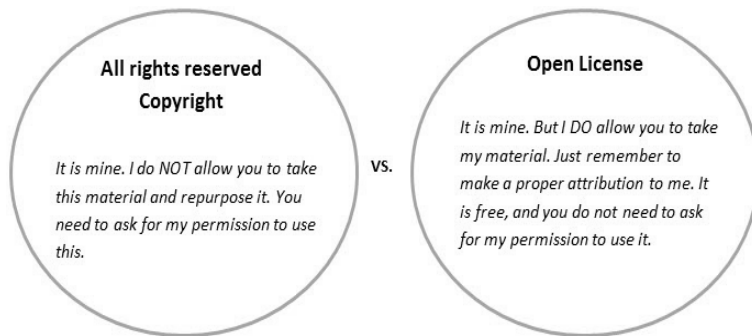 All rights reserved
Copyright
It is mine. I do NOT allow you to take
this material and repurpose it. You
need to ask for my permission to use
this.
vs.
Open License
It is mine. But I DO allow you to take
my material. Just remember to
make a proper attribution to me. It
is free, and you do not need to ask
for my permission to use it.